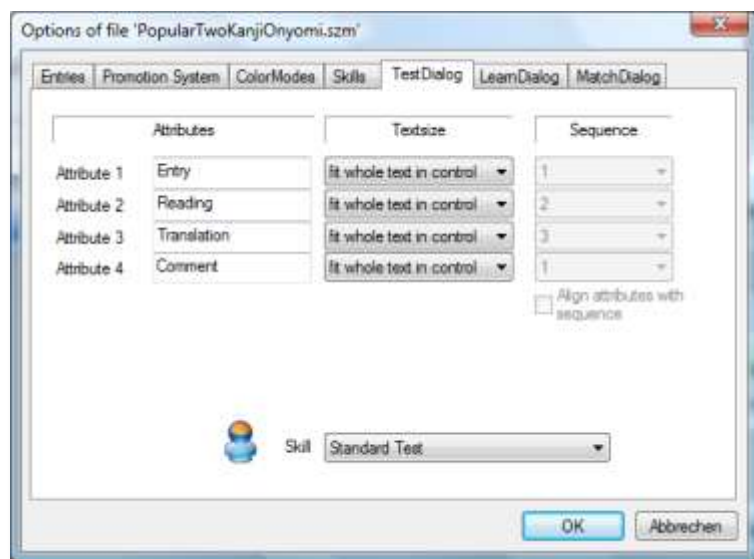 Options of file 'PopularTwoKanjiOnyomi.szm'
Entries Promotion System ColorModes Skills TestDialog LearnDialog MatchDialog
Attributes Textsize Sequence
Attribute 1 Entry fit whole text in control 1
Attribute 2 Reading fit whole text in control 2
Attribute 3 Translation fit whole text in control 3
Attribute 4 Comment fit whole text in control 1
Align attributes with
sequence
Skill Standard Test
OK Abbrechen